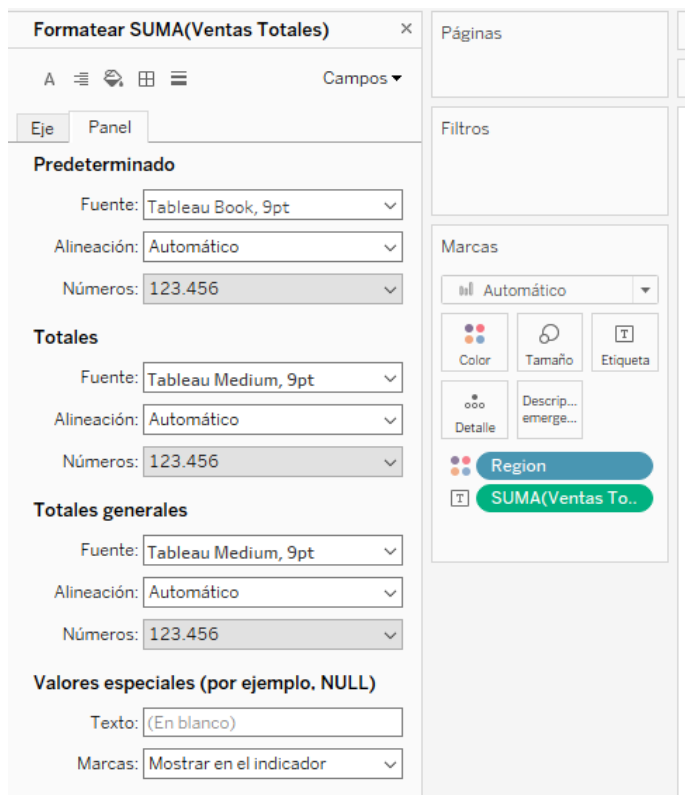 Formatear SUMA(Ventas Totales)
Campos
Eje
Panel
Predeterminado
Fuente: Tableau Book, 9pt
Alineación: Automático
Números: 123.456
Totales
Fuente: Tableau Medium, 9pt
Alineación: Automático
Números: 123.456
Totales generales
Fuente: Tableau Medium, 9pt
Alineación: Automático
Números: 123.456
Valores especiales (por ejemplo, NULL)
Texto: (En blanco)
Marcas: Mostrar en el indicador
Páginas
Filtros
Marcas
Automático
Color
Tamaño
Etiqueta
Detalle
Descrip...
emerge...
Region
SUMA(Ventas To..